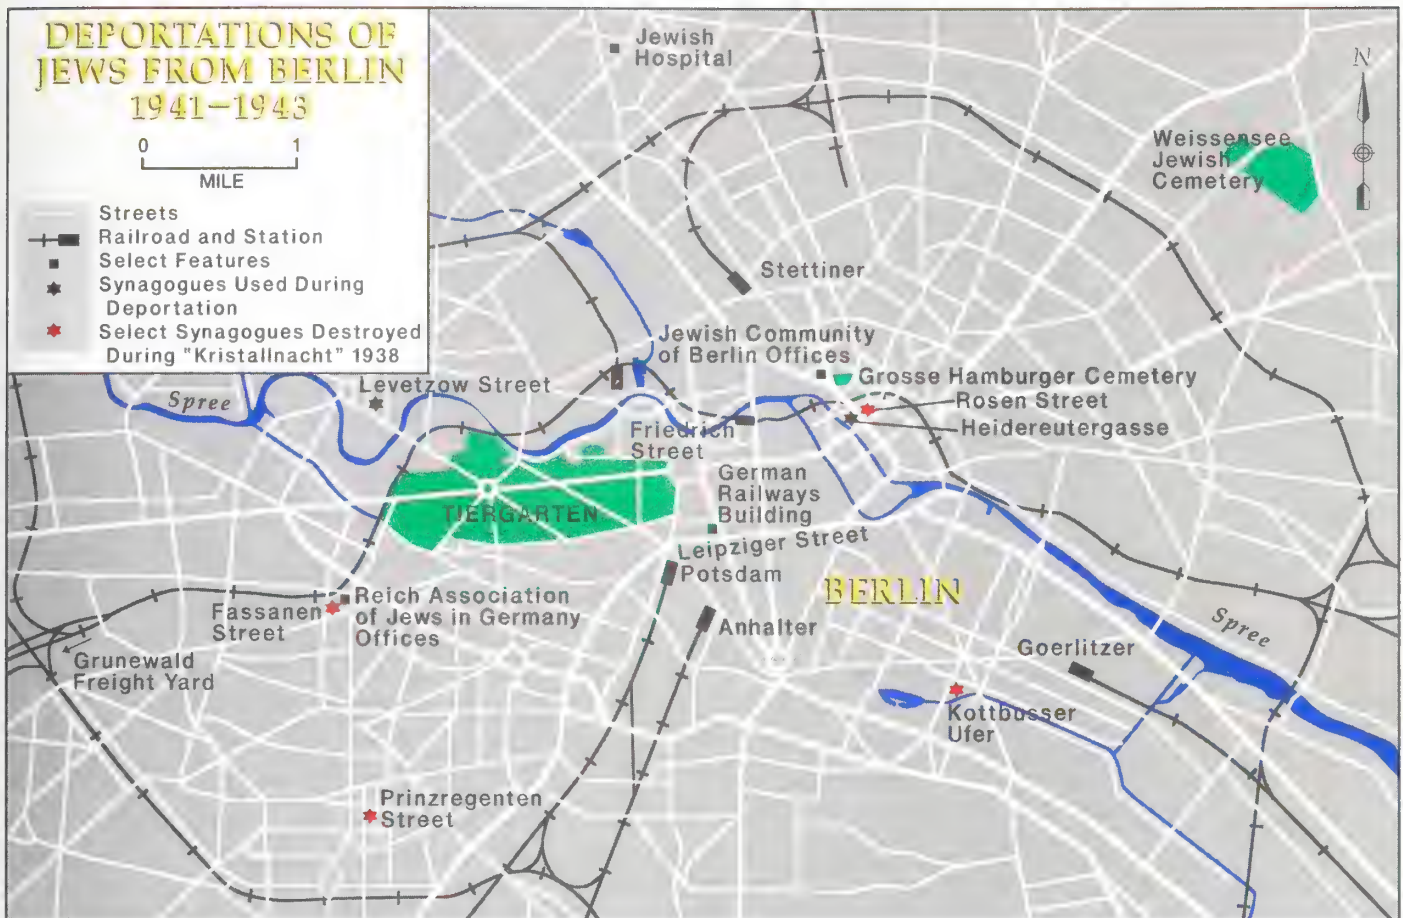 DEPORTATIONS OF
JEWS FROM BERLIN
1941–1943
0 1
MILE
Streets
Railroad and Station
Select Features
Synagogues Used During
Deportation
Select Synagogues Destroyed
During "Kristallnacht" 1938
Jewish
Hospital
N
Weissensee
Jewish
Cemetery
Stettiner
Jewish Community
of Berlin Offices
Levetzow Street
Grosse Hamburger Cemetery
Rosen Street
Heidereutergasse
Spree
Friedrich
Street
German
Railways
Building
TIERGARTEN
Leipziger Street
Potsdam
BERLIN
Reich Association
of Jews in Germany
Offices
Fassanen
Street
Anhalter
Spree
Goerlitzer
Grunewald
Freight Yard
Kottbusser
Ufer
Prinzregenten
Street